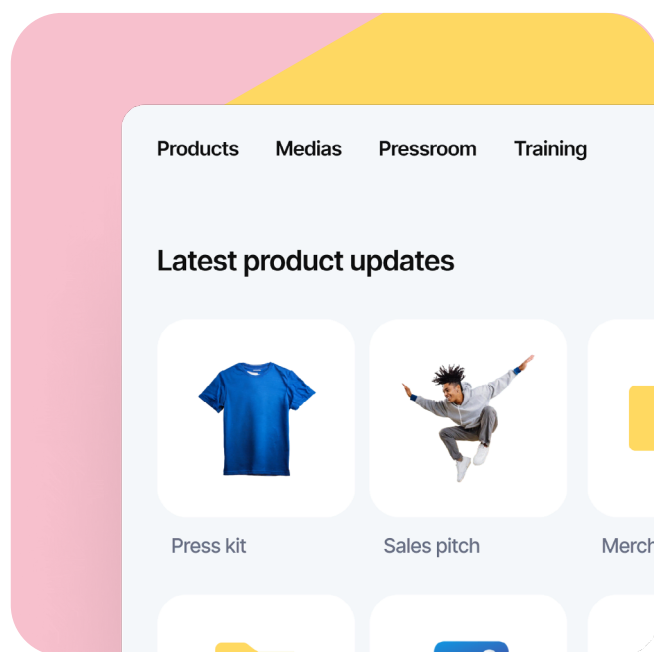 Products Medias Pressroom Training
Latest product updates
Press kit Sales pitch Merch